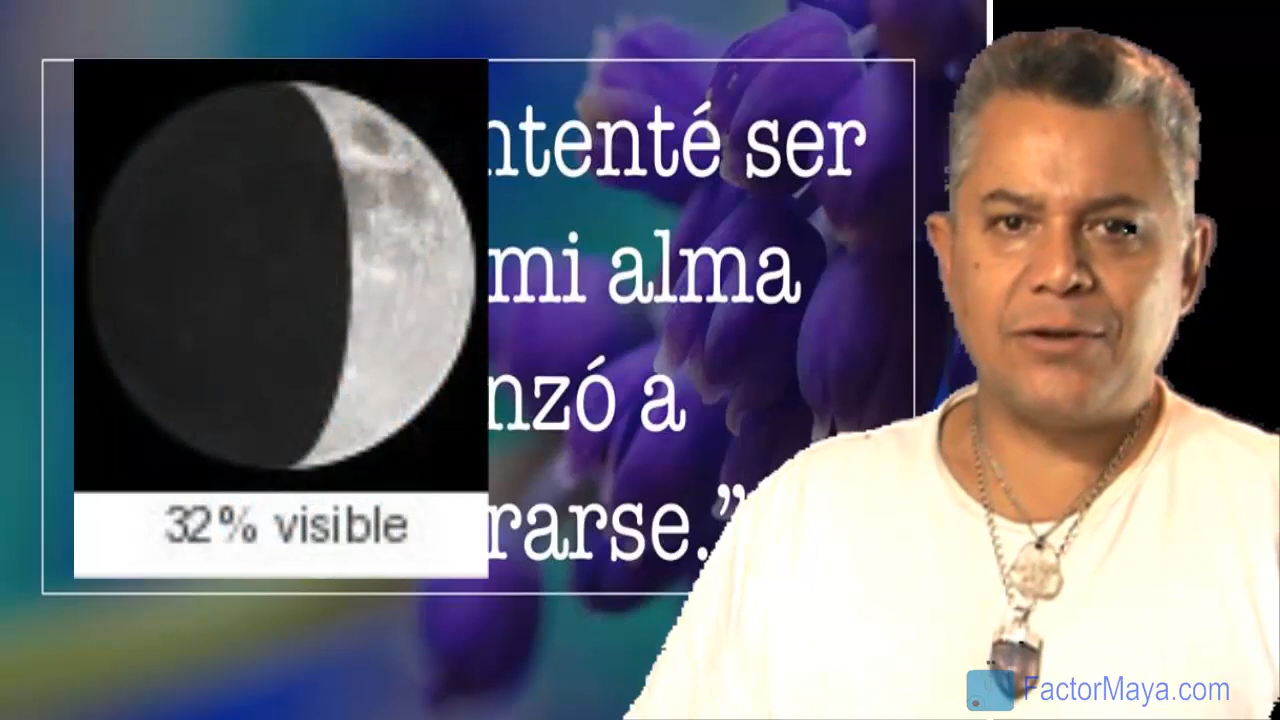 ntenté ser
mi alma
nzó a
rarse.”
32% visible
FactorMaya.com